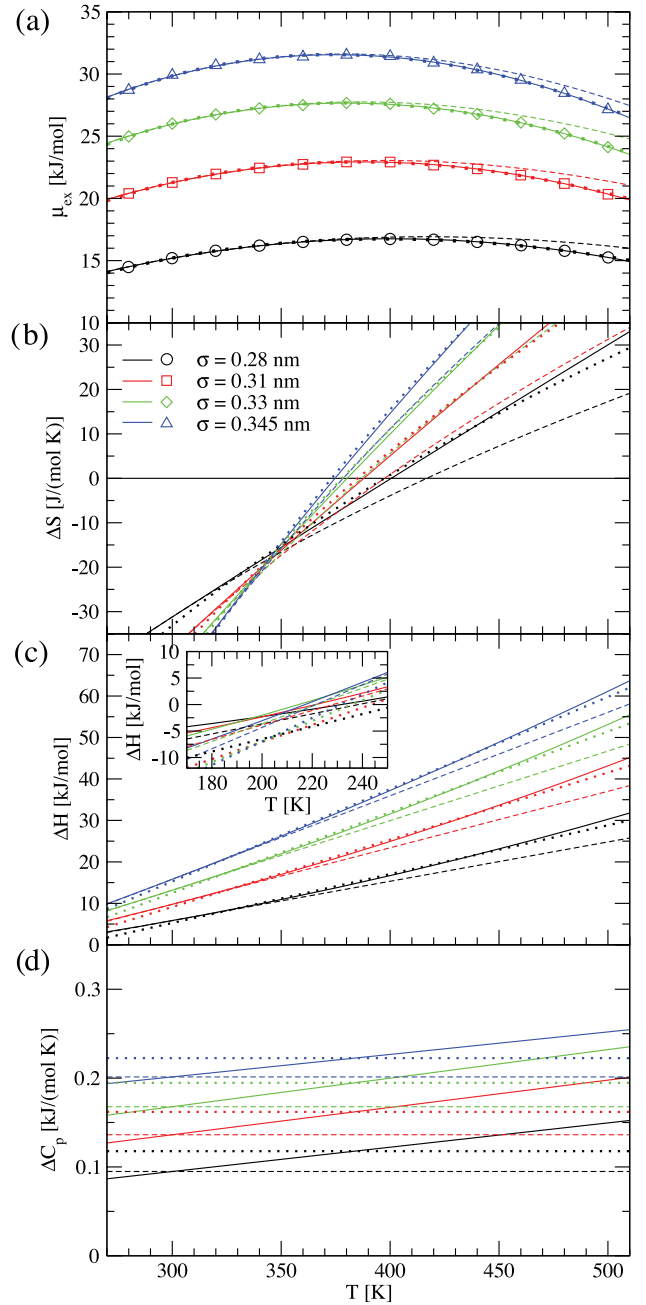 (a)
35
30
25
20
15
10
μex [kJ/mol]
(b)
σ = 0.28 nm
σ = 0.31 nm
σ = 0.33 nm
σ = 0.345 nm
30
20
10
0
-10
-20
-30
ΔS [J/(mol K)]
(c)
70
60
50
40
30
20
10
0
ΔH [kJ/mol]
10
5
0
-5
-10
ΔH [kJ/mol]
200 240
T [K]
(d)
0.3
0.2
0.1
0
ΔCp [kJ/(mol K)]
300 350 400 450 500
T [K]